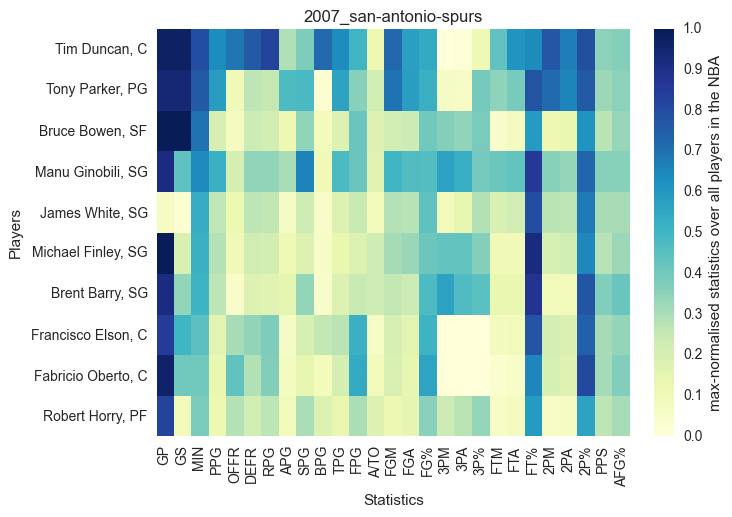 2007_san-antonio-spurs
Players
Tim Duncan, C
Tony Parker, PG
Bruce Bowen, SF
Manu Ginobili, SG
James White, SG
Michael Finley, SG
Brent Barry, SG
Francisco Elson, C
Fabricio Oberto, C
Robert Horry, PF
GP GS MIN PPG OFFR DEFR RPG APG SPG BPG TPG FPG A/TO FGM FGA FG% 3PM 3PA 3P% FTM FTA FT% 2PM 2PA 2P% PPS AFG%
Statistics
1.0
0.9
0.8
0.7
0.6
0.5
0.4
0.3
0.2
0.1
0.0
max-normalised statistics over all players in the NBA